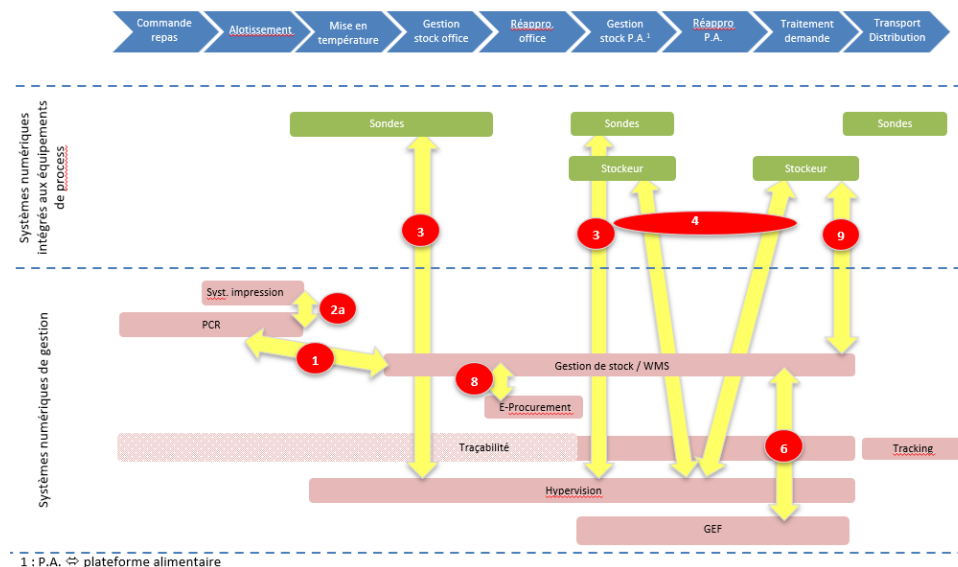 Commande
repas
Alotissement
Mise en
température
Gestion
stock office
Réappro.
office
Gestion
stock P.A.¹
Réappro
P.A.
Traitement
demande
Transport
Distribution
Systèmes numériques
intégrés aux équipements
de process
Sondes
Sondes
Sondes
Stockeur
Stockeur
3
3
4
9
Systèmes numériques de gestion
Syst. impression
2a
PCR
1
Gestion de stock / WMS
8
E-Procurement
Traçabilité
6
Tracking
Hypervision
GEF
1 : P.A. ⇔ plateforme alimentaire